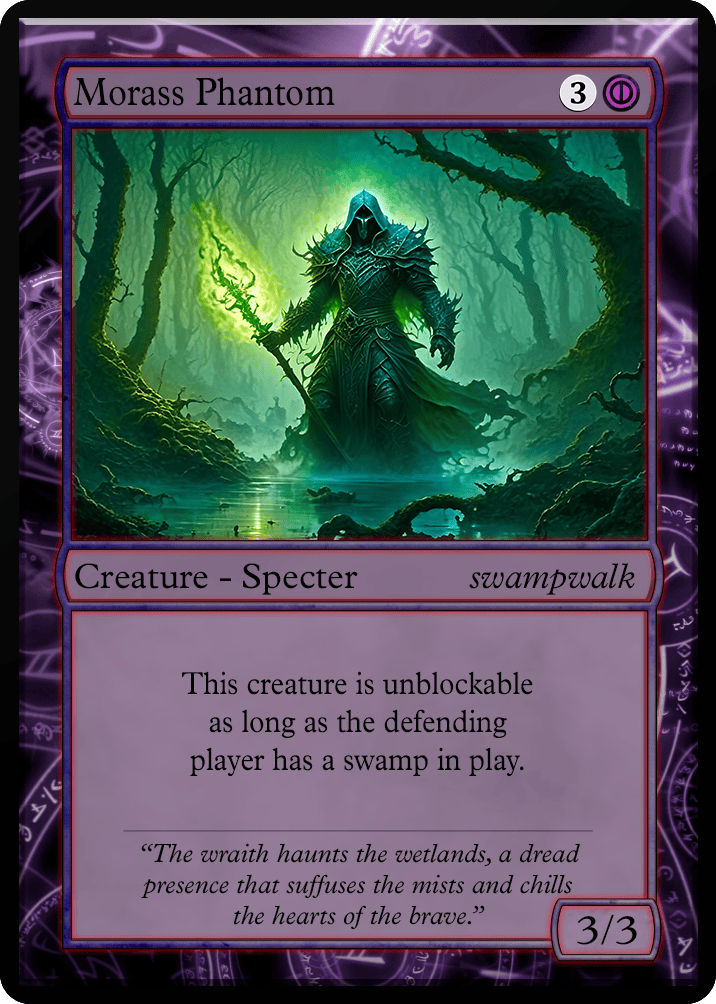 Morass Phantom 3
Creature - Specter swampwalk
This creature is unblockable
as long as the defending
player has a swamp in play.
“The wraith haunts the wetlands, a dread
presence that suffuses the mists and chills
the hearts of the brave.”
3/3